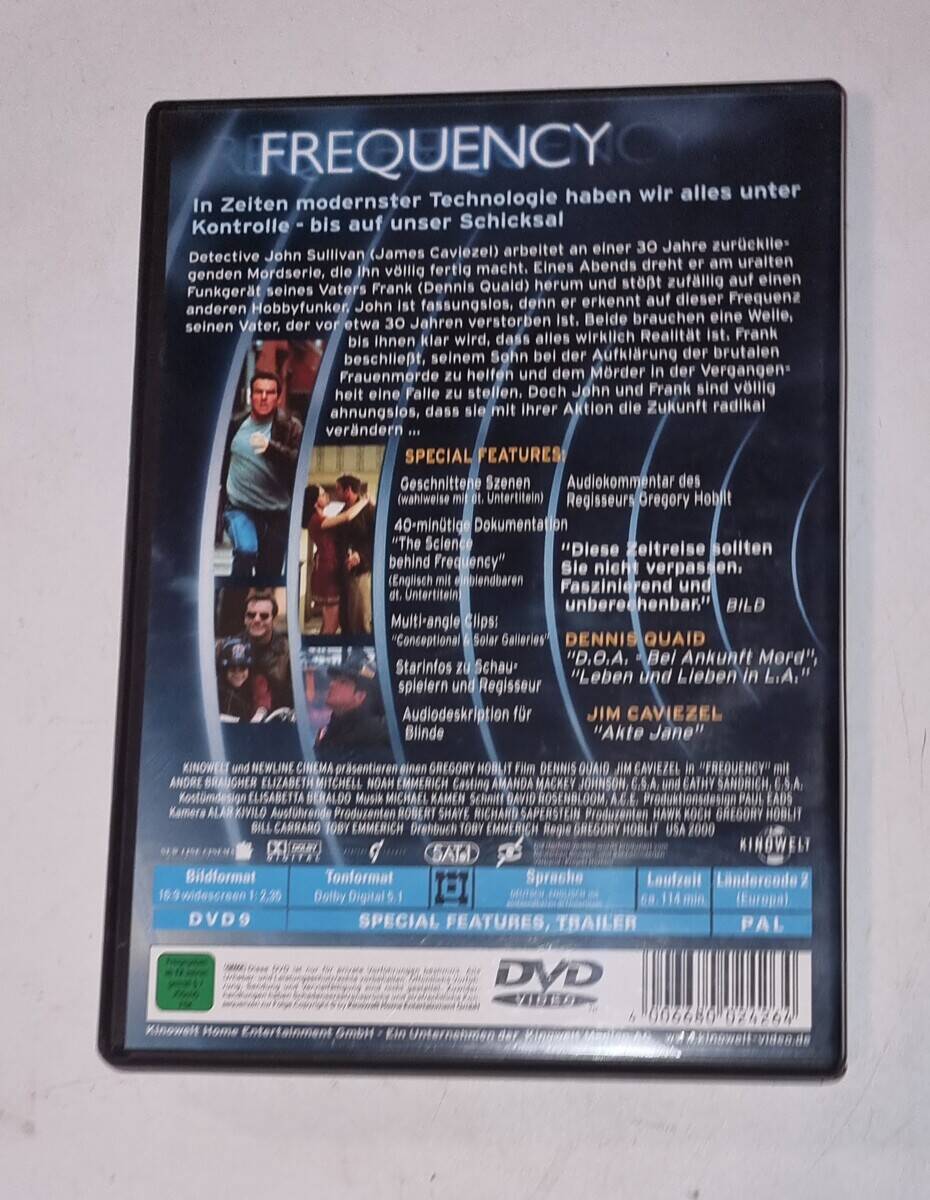 FREQUENCY
In Zeiten modernster Technologie haben wir alles unter
Kontrolle - bis auf unser Schicksal
Detective John Sullivan (James Caviezel) arbeitet an einer 30 Jahre zurücklie-
genden Mordserie, die ihn völlig fertig macht. Eines Abends dreht er am uralten
Funkgerät seines Vaters Frank (Dennis Quaid) herum und stößt zufällig auf einen
anderen Hobbyfunker. John ist fassungslos, denn er erkennt auf dieser Frequenz
seinen Vater, der vor etwa 30 Jahren verstorben ist. Beide brauchen eine Weile,
bis ihnen klar wird, dass alles wirklich Realität ist. Frank
beschließt, seinem Sohn bei der Aufklärung der brutalen
Frauenmorde zu helfen und dem Mörder in der Vergangen-
heit eine Falle zu stellen. Doch John und Frank sind völlig
ahnungslos, dass sie mit ihrer Aktion die Zukunft radikal
verändern ...
SPECIAL FEATURES:
Geschnittene Szenen
(wahlweise mit dt. Untertiteln)
40-minütige Dokumentation
"The Science
behind Frequency"
(Englisch mit einblendbaren
dt. Untertiteln)
Multi-angle Clips:
"Conceptional & Solar Galleries"
Starinfos zu Schau-
spielern und Regisseur
Audiodeskription für
Blinde
Audiokommentar des
Regisseurs Gregory Hoblit
"Diese Zeitreise sollten
Sie nicht verpassen.
Faszinierend und
unberechenbar." BILD
DENNIS QUAID
"D.O.A. - Bei Ankunft Mord",
"Leben und Lieben in L.A."
JIM CAVIEZEL
"Akte Jane"
KINOWELT und NEWLINE CINEMA präsentieren einen GREGORY HOBLIT Film DENNIS QUAID JIM CAVIEZEL in "FREQUENCY" mit
ANDRE BRAUGHER ELIZABETH MITCHELL NOAH EMMERICH Casting AMANDA MACKEY JOHNSON, C.S.A. und CATHY SANDRICH, C.S.A.
Kostümdesign ELISABETTA BERALDO Musik MICHAEL KAMEN Schnitt DAVID ROSENBLOOM, A.C.E. Produktionsdesign PAUL EADS
Kamera ALAR KIVILO Ausführende Produzenten ROBERT SHAYE RICHARD SAPERSTEIN Produzenten HAWK KOCH GREGORY HOBLIT
BILL CARRARO TOBY EMMERICH Drehbuch TOBY EMMERICH Regie GREGORY HOBLIT USA 2000
NEW LINE CINEMA
DOLBY DIGITAL
SAT.1
KINOWELT
Bildformat
16:9 widescreen 1: 2,35
Tonformat
Dolby Digital 5.1
Sprache
Laufzeit
ca. 114 min.
Ländercode 2
(Europa)
DVD 9
SPECIAL FEATURES, TRAILER
PAL
DVD
VIDEO
4 006680 024264
Kinowelt Home Entertainment GmbH - Ein Unternehmen der Kinowelt kinowelt-video.de